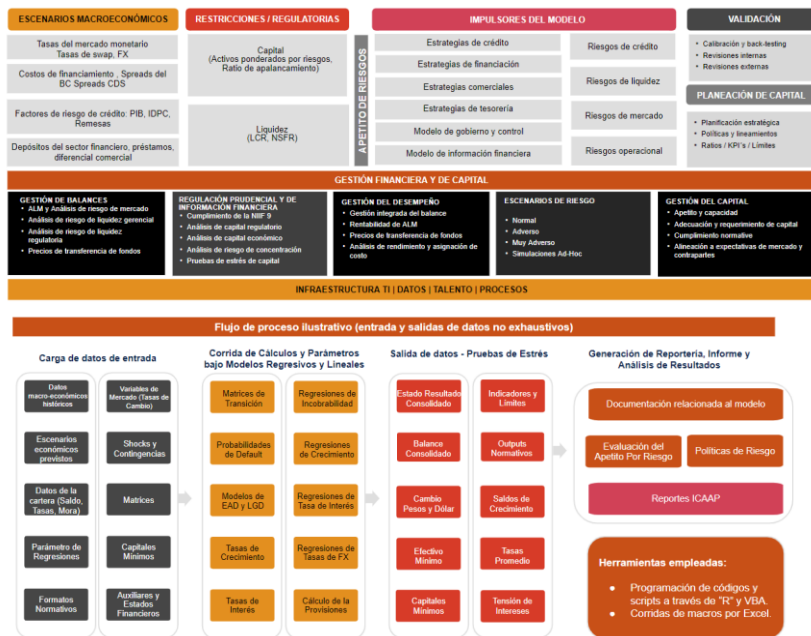 ESCENARIOS MACROECONÓMICOS
Tasas del mercado monetario
Tasas de swap, FX
Costos de financiamiento , Spreads del
BC Spreads CDS
Factores de riesgo de crédito: PIB, IDPC,
Remesas
Depósitos del sector financiero, préstamos,
diferencial comercial
RESTRICCIONES / REGULATORIAS
Capital
(Activos ponderados por riesgos,
Ratio de apalancamiento)
Liquidez
(LCR, NSFR)
APETITO DE RIESGOS
IMPULSORES DEL MODELO
Estrategias de crédito
Estrategias de financiación
Estrategias comerciales
Estrategias de tesorería
Modelo de gobierno y control
Modelo de información financiera
Riesgos de crédito
Riesgos de liquidez
Riesgos de mercado
Riesgos operacional
VALIDACIÓN
• Calibración y back-testing
• Revisiones internas
• Revisiones externas
PLANEACIÓN DE CAPITAL
• Planificación estratégica
• Políticas y lineamientos
• Ratios / KPI's / Límites
GESTIÓN FINANCIERA Y DE CAPITAL
GESTIÓN DE BALANCES
• ALM y Análisis de riesgo de mercado
• Análisis de riesgo de liquidez gerencial
• Análisis de riesgo de liquidez
regulatoria
• Precios de transferencia de fondos
REGULACIÓN PRUDENCIAL Y DE
INFORMACIÓN FINANCIERA
• Cumplimiento de la NIIF 9
• Análisis de capital regulatorio
• Análisis de capital económico
• Análisis de riesgo de concentración
• Pruebas de estrés de capital
GESTIÓN DEL DESEMPEÑO
• Gestión integrada del balance
• Rentabilidad de ALM
• Precios de transferencia de fondos
• Análisis de rendimiento y asignación de
costo
ESCENARIOS DE RIESGO
• Normal
• Adverso
• Muy Adverso
• Simulaciones Ad-Hoc
GESTIÓN DEL CAPITAL
• Apetito y capacidad
• Adecuación y requerimiento de capital
• Cumplimiento normative
• Alineación a expectativas de mercado y
contrapartes
INFRAESTRUCTURA TI | DATOS | TALENTO | PROCESOS
Flujo de proceso ilustrativo (entrada y salidas de datos no exhaustivos)
Carga de datos de entrada
Datos
macro-económicos
históricos
Variables de
Mercado (Tasas de
Cambio)
Escenarios
económicos
previstos
Shocks y
Contingencias
Datos de la
cartera (Saldo,
Tasas, Mora)
Matrices
Parámetro de
Regresiones
Capitales
Mínimos
Formatos
Normativos
Auxiliares y
Estados
Financieros
Corrida de Cálculos y Parámetros
bajo Modelos Regresivos y Lineales
Matrices de
Transición
Regresiones de
Incobrabilidad
Probabilidades
de Default
Regresiones
de Crecimiento
Modelos de
EAD y LGD
Regresiones de
Tasa de Interés
Tasas de
Crecimiento
Regresiones de
Tasas de FX
Tasas de
Interés
Cálculo de la
Provisiones
Salida de datos - Pruebas de Estrés
Estado Resultado
Consolidado
Indicadores y
Límites
Balance
Consolidado
Outputs
Normativos
Cambio
Pesos y Dólar
Saldos de
Crecimiento
Efectivo
Mínimo
Tasas
Promedio
Capitales
Mínimos
Tensión de
Intereses
Generación de Reportería, Informe y
Análisis de Resultados
Documentación relacionada al modelo
Evaluación del
Apetito Por Riesgo
Políticas de Riesgo
Reportes ICAAP
Herramientas empleadas:
• Programación de códigos y
scripts a través de "R" y VBA.
• Corridas de macros por Excel.